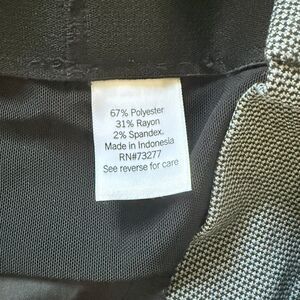 67% Polyester
31% Rayon
2% Spandex.
Made in Indonesia
RN#73277
See reverse for care